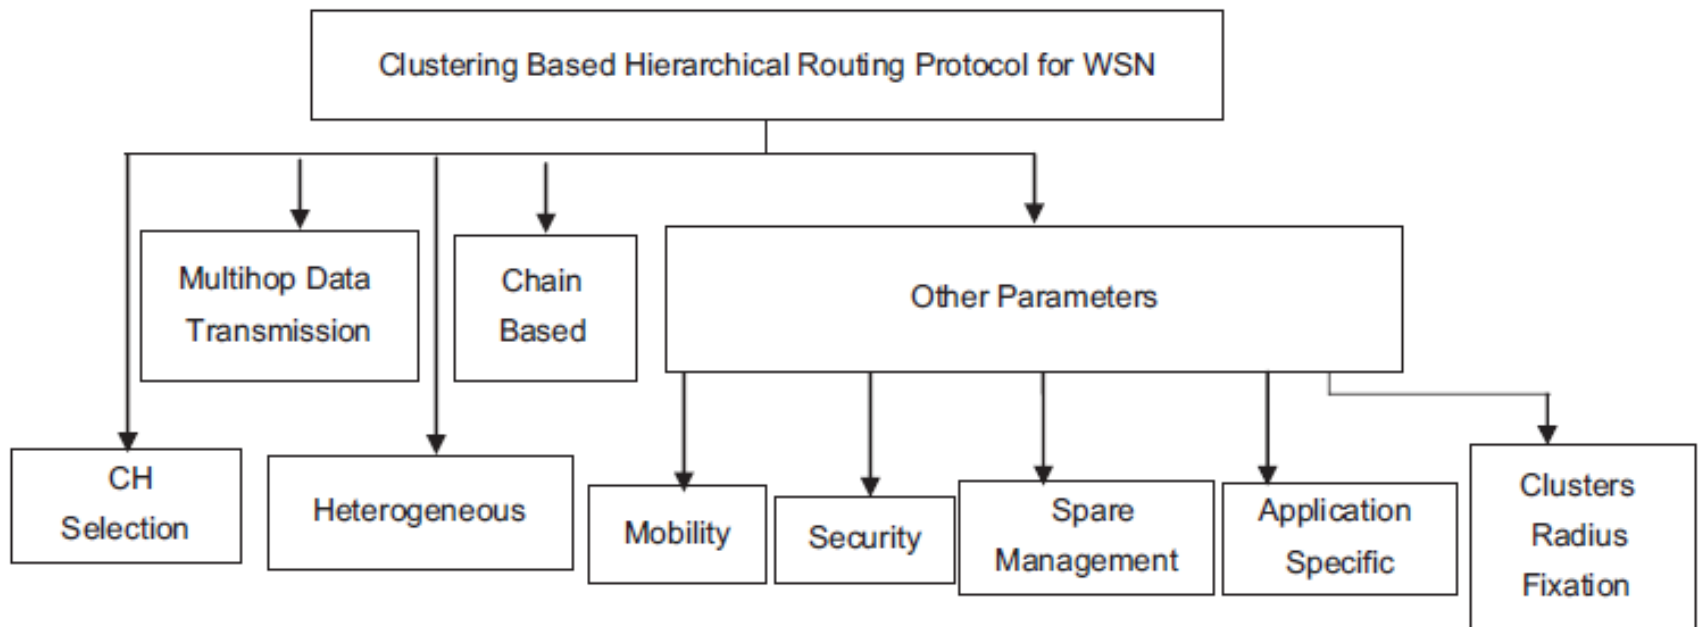 Clustering Based Hierarchical Routing Protocol for WSN
Multihop Data
Transmission
Chain
Based
Other Parameters
CH
Selection
Heterogeneous
Mobility
Security
Spare
Management
Application
Specific
Clusters
Radius
Fixation